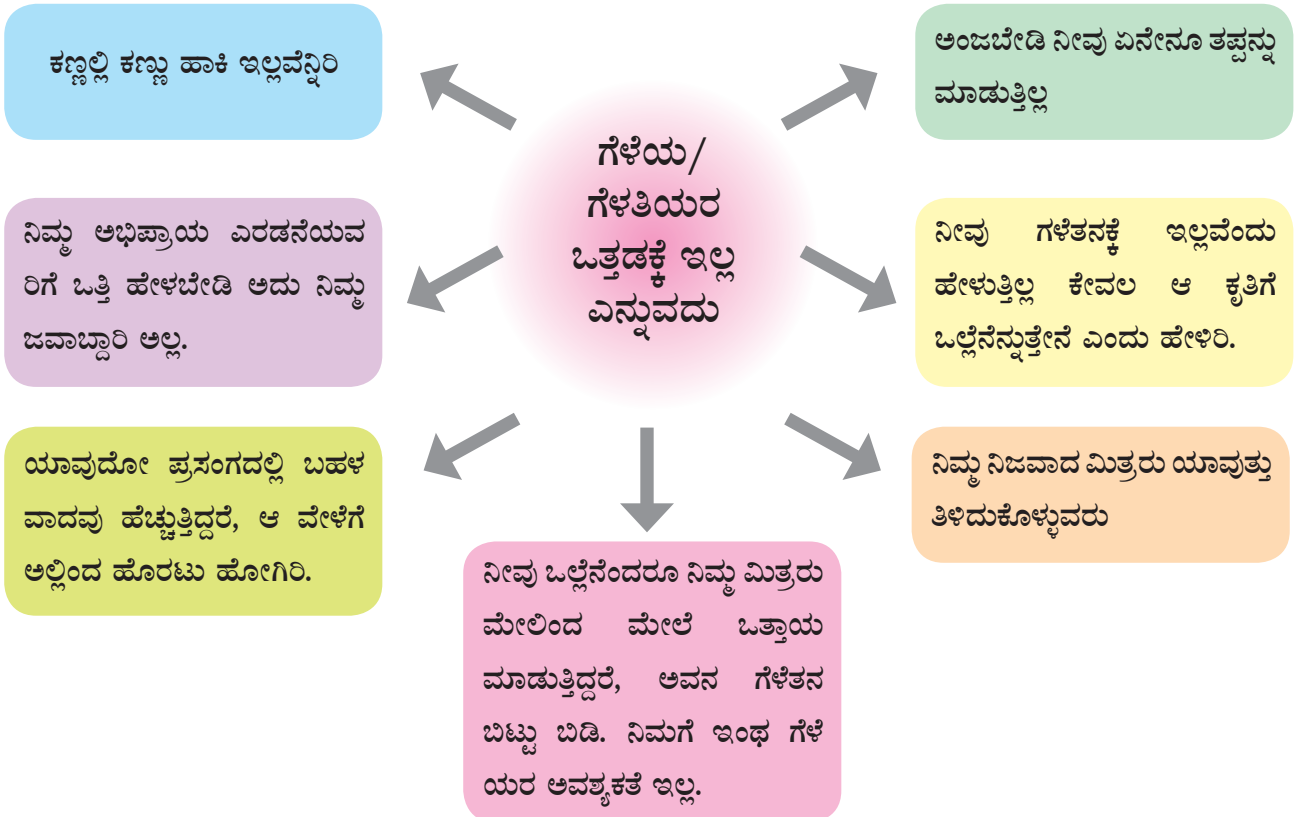 ಕಣ್ಣಲ್ಲಿ ಕಣ್ಣು ಹಾಕಿ ಇಲ್ಲವೆನ್ನಿರಿ
ಅಂಜಬೇಡಿ ನೀವು ಏನೇನೂ ತಪ್ಪನ್ನು
ಮಾಡುತ್ತಿಲ್ಲ
ಗೆಳೆಯ/
ಗೆಳತಿಯರ
ಒತ್ತಡಕ್ಕೆ ಇಲ್ಲ
ಎನ್ನುವದು
ನಿಮ್ಮ ಅಭಿಪ್ರಾಯ ಎರಡನೆಯವ
ರಿಗೆ ಒತ್ತಿ ಹೇಳಬೇಡಿ ಅದು ನಿಮ್ಮ
ಜವಾಬ್ದಾರಿ ಅಲ್ಲ.
ನೀವು ಗಳೆತನಕ್ಕೆ ಇಲ್ಲವೆಂದು
ಹೇಳುತ್ತಿಲ್ಲ ಕೇವಲ ಆ ಕೃತಿಗೆ
ಒಲ್ಲೆನೆನ್ನುತ್ತೇನೆ ಎಂದು ಹೇಳಿರಿ.
ಯಾವುದೋ ಪ್ರಸಂಗದಲ್ಲಿ ಬಹಳ
ವಾದವು ಹೆಚ್ಚುತ್ತಿದ್ದರೆ, ಆ ವೇಳೆಗೆ
ಅಲ್ಲಿಂದ ಹೊರಟು ಹೋಗಿರಿ.
ನಿಮ್ಮ ನಿಜವಾದ ಮಿತ್ರರು ಯಾವುತ್ತು
ತಿಳಿದುಕೊಳ್ಳುವರು
ನೀವು ಒಲ್ಲೆನೆಂದರೂ ನಿಮ್ಮ ಮಿತ್ರರು
ಮೇಲಿಂದ ಮೇಲೆ ಒತ್ತಾಯ
ಮಾಡುತ್ತಿದ್ದರೆ, ಅವನ ಗೆಳೆತನ
ಬಿಟ್ಟು ಬಿಡಿ. ನಿಮಗೆ ಇಂಥ ಗೆಳೆ
ಯರ ಅವಶ್ಯಕತೆ ಇಲ್ಲ.